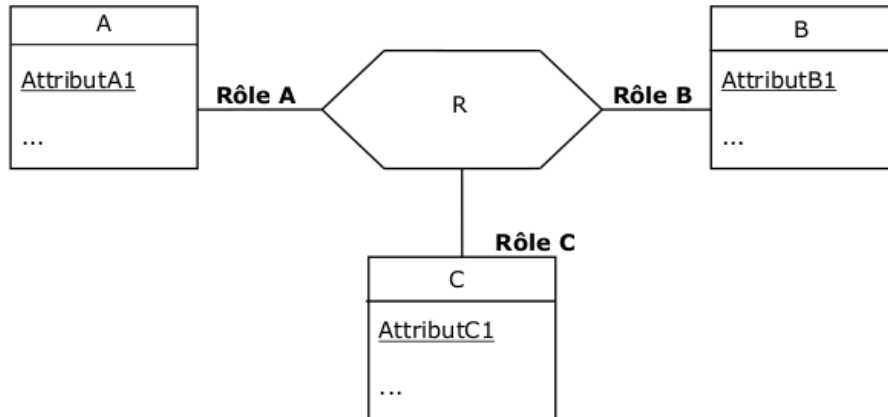 A
AttributA1
...
Rôle A
R
Rôle B
B
AttributB1
...
Rôle C
C
AttributC1
...